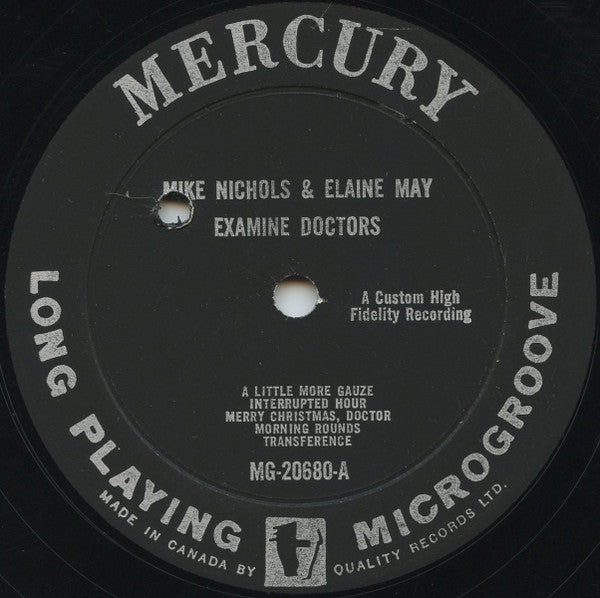 MERCURY
MIKE NICHOLS & ELAINE MAY
EXAMINE DOCTORS
A Custom High
Fidelity Recording
A LITTLE MORE GAUZE
INTERRUPTED HOUR
MERRY CHRISTMAS, DOCTOR
MORNING ROUNDS
TRANSFERENCE
MG-20680-A
LONG PLAYING MICROGROOVE
MADE IN CANADA BY QUALITY RECORDS LTD.